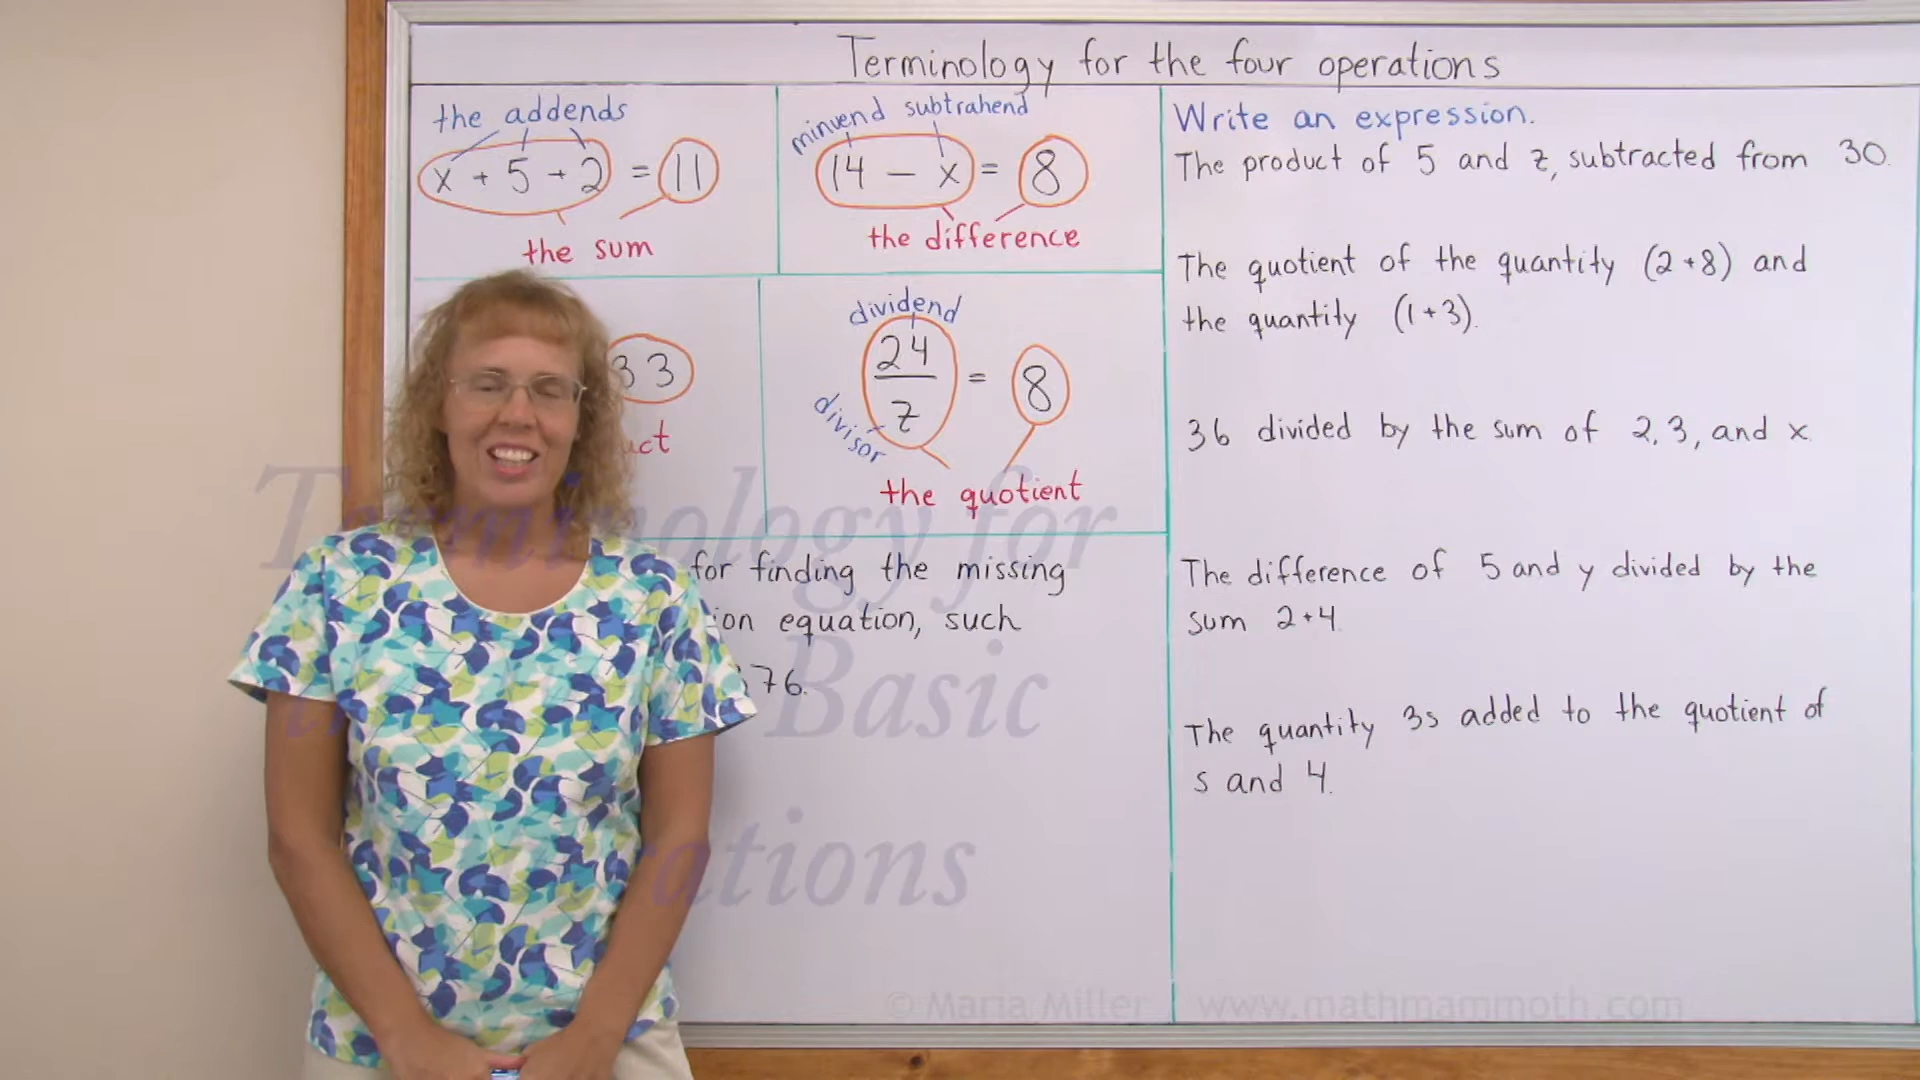 Terminology for the four operations
the addends
x + 5 + 2 = 11
the sum
minuend subtrahend
14 - x = 8
the difference
33
dividend
24
z
= 8
divisor
the quotient
for finding the missing
equation, such
76.
Write an expression.
The product of 5 and z, subtracted from 30.
The quotient of the quantity (2+8) and
the quantity (1+3).
36 divided by the sum of 2, 3, and x.
The difference of 5 and y divided by the
sum 2+4.
The quantity 3s added to the quotient of
s and 4.
Terminology for
Basic
© Maria Miller www.mathmammoth.com